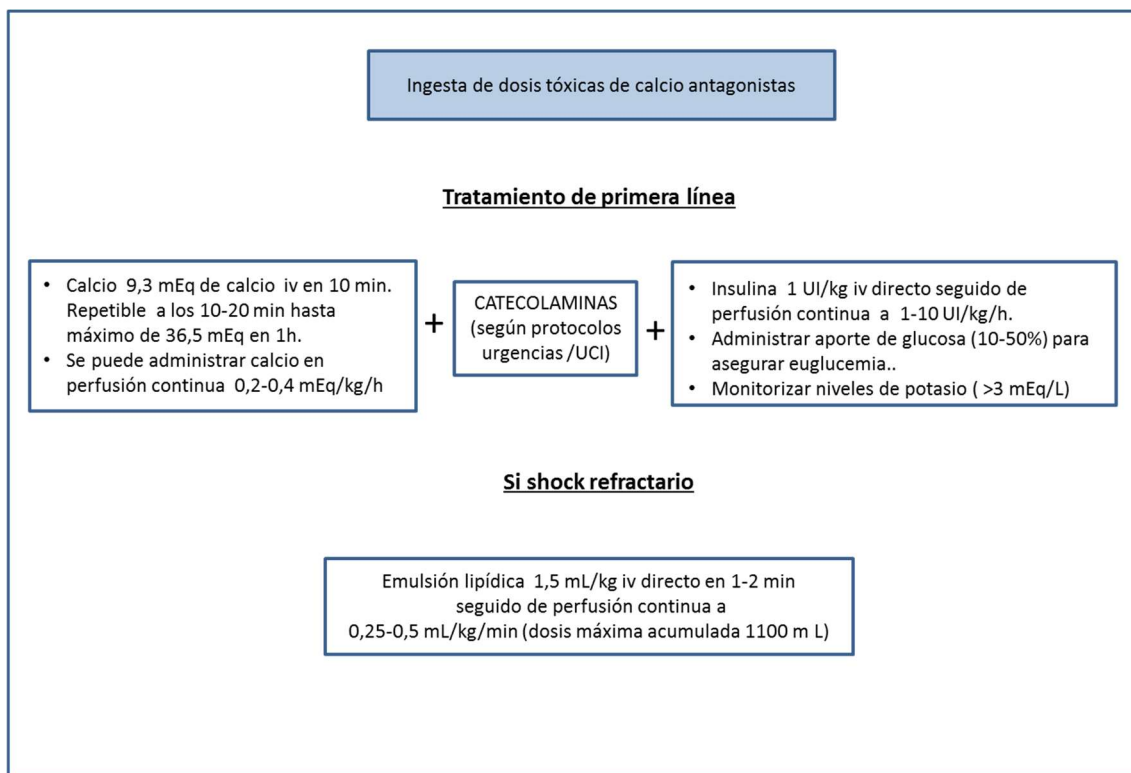 Ingesta de dosis tóxicas de calcio antagonistas
Tratamiento de primera línea
• Calcio 9,3 mEq de calcio iv en 10 min.
Repetible a los 10-20 min hasta
máximo de 36,5 mEq en 1h.
• Se puede administrar calcio en
perfusión continua 0,2-0,4 mEq/kg/h
+
CATECOLAMINAS
(según protocolos
urgencias /UCI)
+
• Insulina 1 UI/kg iv directo seguido de
perfusión continua a 1-10 UI/kg/h.
• Administrar aporte de glucosa (10-50%) para
asegurar euglucemia..
• Monitorizar niveles de potasio ( >3 mEq/L)
Si shock refractario
Emulsión lipídica 1,5 mL/kg iv directo en 1-2 min
seguido de perfusión continua a
0,25-0,5 mL/kg/min (dosis máxima acumulada 1100 m L)